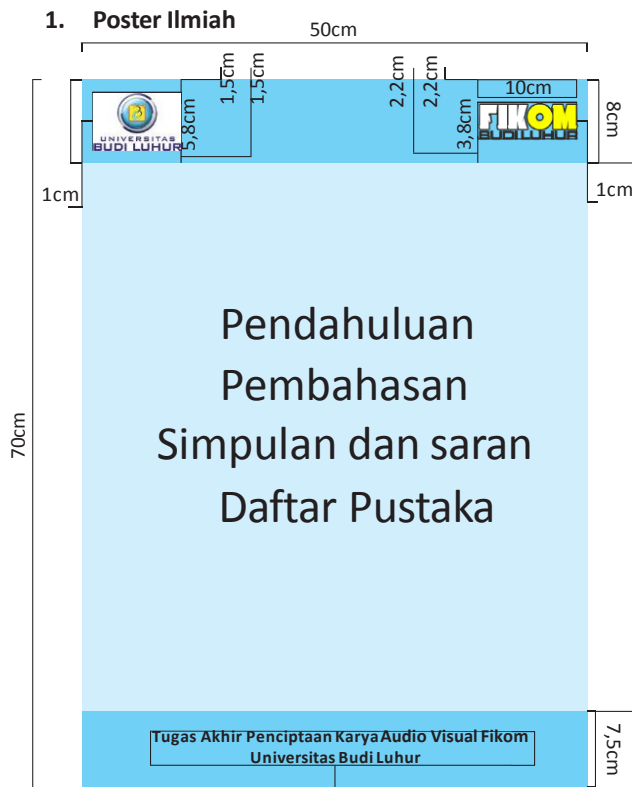 1. Poster Ilmiah
50cm
1,5cm
1,5cm
2,2cm
2,2cm
10cm
8cm
UNIVERSITAS
BUDI LUHUR
5,8cm
3,8cm
FIKOM
BUDI LUHUR
1cm
1cm
70cm
Pendahuluan
Pembahasan
Simpulan dan saran
Daftar Pustaka
7,5cm
Tugas Akhir Penciptaan Karya Audio Visual Fikom
Universitas Budi Luhur